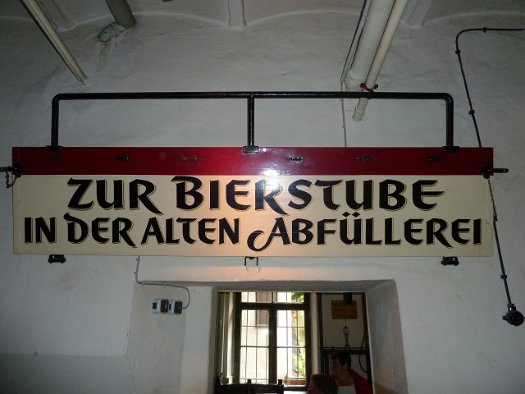 ZUR BIERSTUBE
IN DER ALTEN ABFÜLLEREI